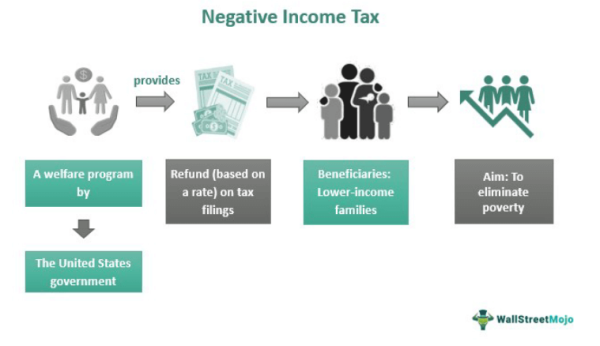 Negative Income Tax
provides
TAX
TAX
A welfare program
by
Refund (based on
a rate) on tax
filings
Beneficiaries:
Lower-income
families
Aim: To
eliminate
poverty
The United States
government
WallStreetMojo